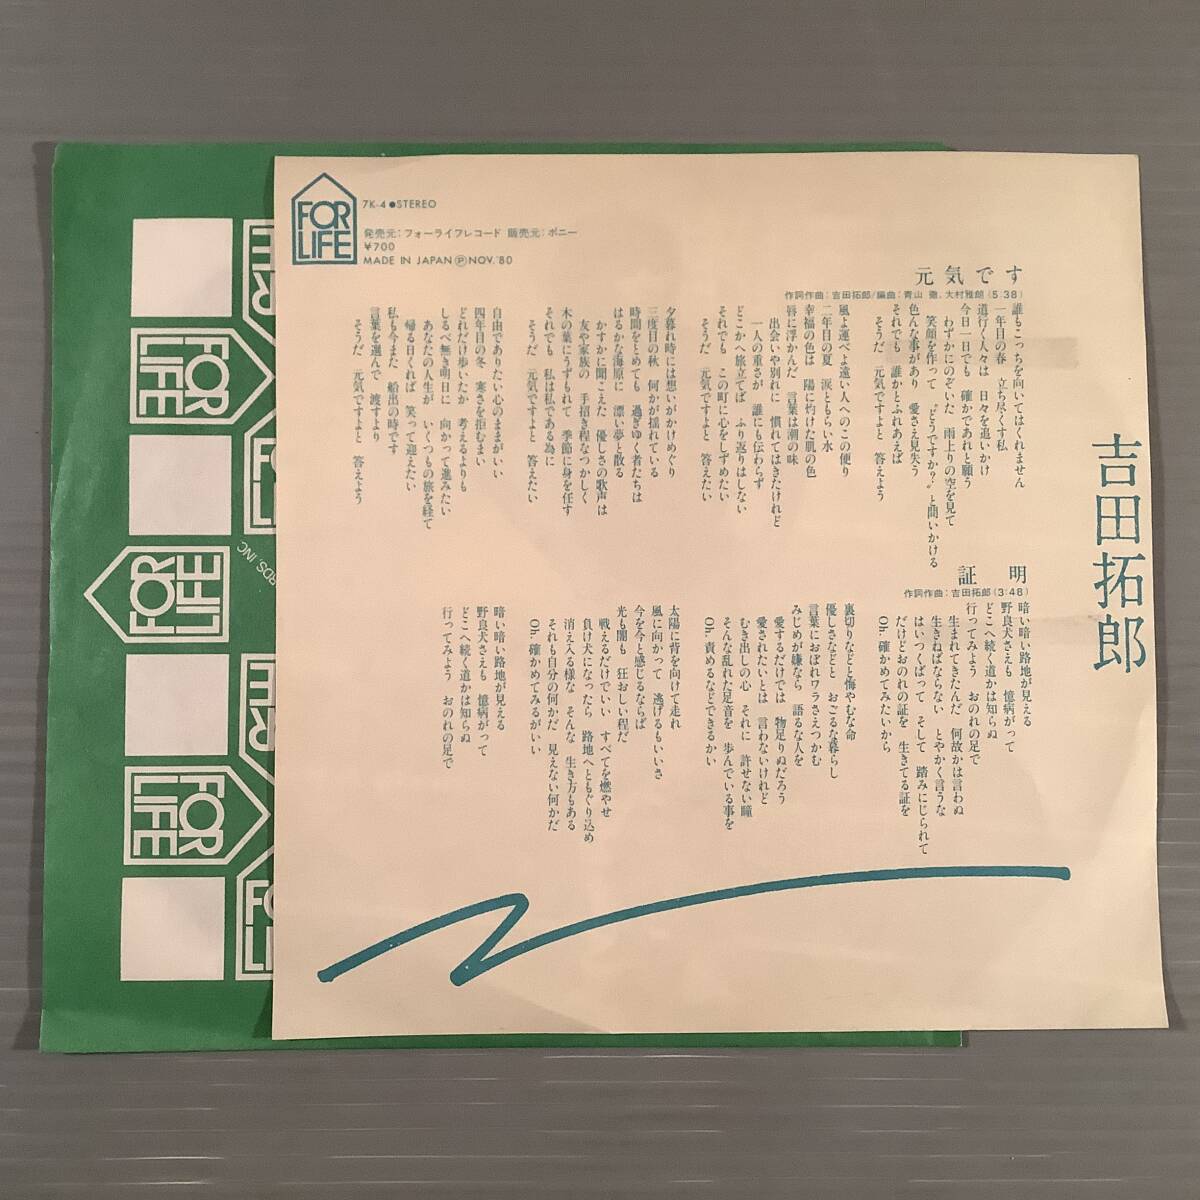 FOR
LIFE
7K-4 ●STEREO
発売元:フォーライフレコード 販売元:ポニー
¥700
MADE IN JAPAN Ⓟ NOV.'80
吉田拓郎
元気です
作詞作曲:吉田拓郎/編曲:青山 徹、大村雅朗(5:38)
誰もこっちを向いてはくれません
一年目の春 立ち尽くす私
道行く人々は 日々を追いかけ
今日一日でも 確かであれと願う
わずかにのぞいた 雨上りの空を見て
笑顔を作って 〝どうですか?〟と問いかける
色んな事があり 愛さえ見失う
それでも 誰かとふれあえば
そうだ 元気ですよと 答えよう
風よ運べよ遠い人へのこの便り
二年目の夏 涙ともらい水
幸福の色は 陽に灼けた肌の色
唇に浮かんだ 言葉は潮の味
出会いや別れに 慣れてはきたけれど
一人の重さが 誰にも伝わらず
どこかへ旅立てば ふり返りはしない
それでも この町に心をしずめたい
そうだ 元気ですよと 答えたい
夕暮れ時には想いがかけめぐり
三度目の秋 何かが揺れている
時間をとめても 過ぎゆく者たちは
はるかな海原に 漂い夢と散る
かすかに聞こえた 優しさの歌声は
友や家族の 手招き程なつかしく
木の葉にうずもれて 季節に身を任す
それでも 私は私である為に
そうだ 元気ですよと 答えたい
自由でありたい心のままがいい
四年目の冬 寒さを拒むまい
どれだけ歩いたか 考えるよりも
しるべ無き明日に 向かって進みたい
あなたの人生が いくつもの旅を経て
帰る日くれば 笑って迎えたい
私も今また 船出の時です
言葉を選んで 渡すより
そうだ 元気ですよと 答えよう
証明
作詞作曲:吉田拓郎(3:48)
暗い暗い路地が見える
野良犬さえも 憶病がって
どこへ続く道かは知らぬ
行ってみよう おのれの足で
生まれてきたんだ 何故かは言わぬ
生きねばならない とやかく言うな
はいつくばって そして 踏みにじられて
だけどおのれの証を 生きてる証を
Oh, 確かめてみたいから
裏切りなどと悔やむな命
優しさなどと おごるな暮らし
言葉におぼれワラさえつかむ
みじめが嫌なら 語るな人を
愛するだけでは 物足りぬだろう
愛されたいとは 言わないけれど
むき出しの心 それに 許せない瞳
そんな乱れた足音を 歩んでいる事を
Oh, 責めるなどできるかい
太陽に背を向けて走れ
風に向かって 逃げるもいいさ
今を今と感じるならば
光も闇も 狂おしい程だ
戦えるだけでいい すべてを燃やせ
負け犬になったら 路地へともぐり込め
消え入る様な そんな 生き方もある
それも自分の何かだ 見えない何かだ
Oh, 確かめてみるがいい
暗い暗い路地が見える
野良犬さえも 憶病がって
どこへ続く道かは知らぬ
行ってみよう おのれの足で
FOR
LIFE
FOR
LIFE
FOR
LIFE
RDS, INC.